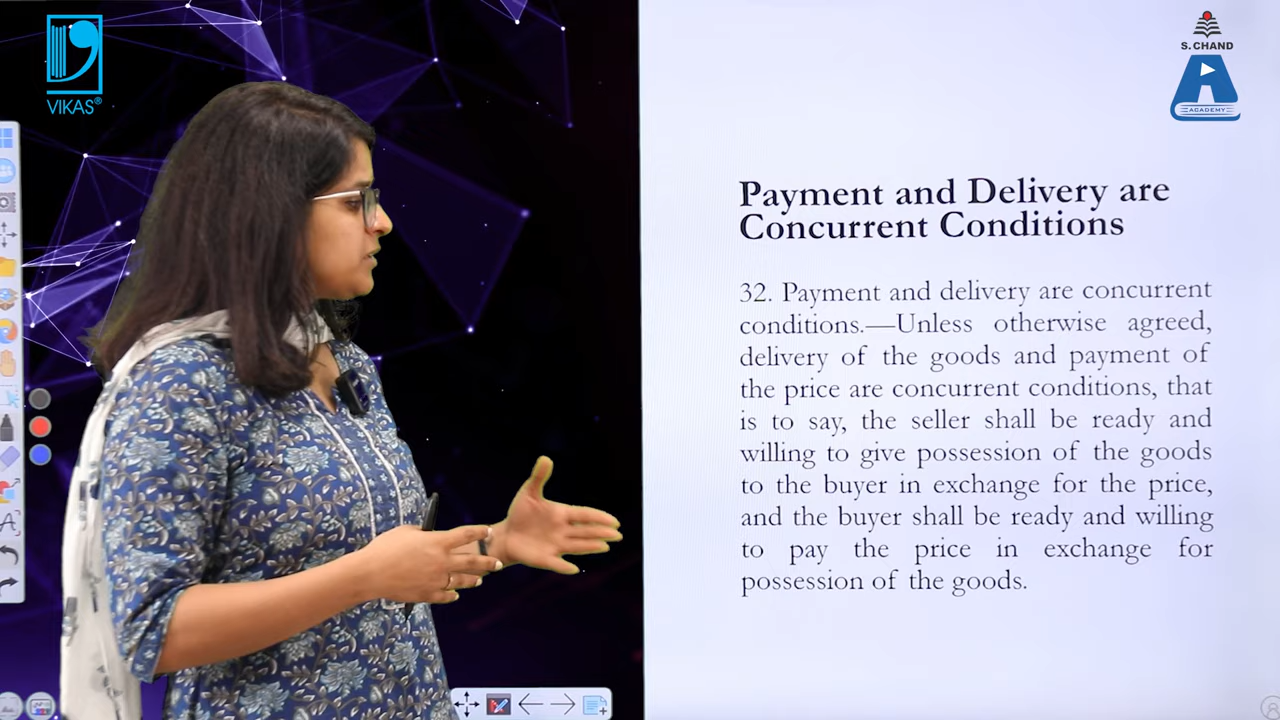 VIKAS®
S. CHAND
ACADEMY
Payment and Delivery are
Concurrent Conditions
32. Payment and delivery are concurrent
conditions.—Unless otherwise agreed,
delivery of the goods and payment of
the price are concurrent conditions, that
is to say, the seller shall be ready and
willing to give possession of the goods
to the buyer in exchange for the price,
and the buyer shall be ready and willing
to pay the price in exchange for
possession of the goods.